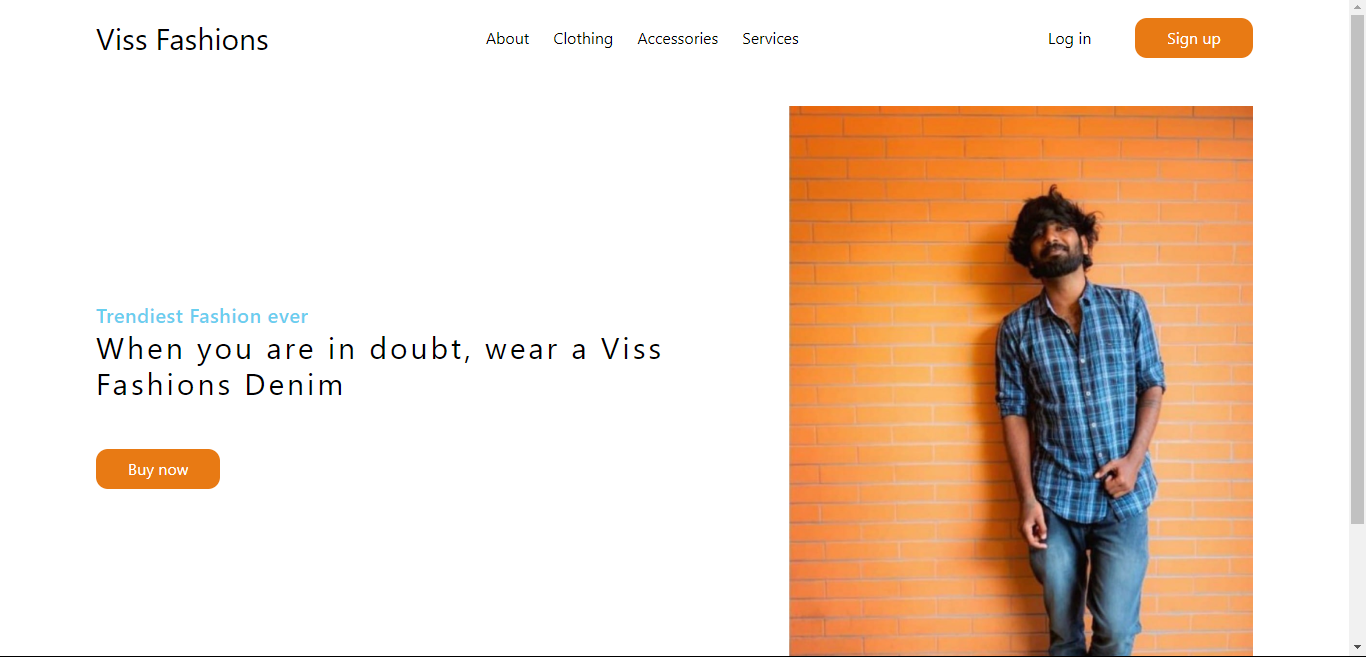 Viss Fashions
About Clothing Accessories Services
Log in
Sign up
Trendiest Fashion ever
When you are in doubt, wear a Viss
Fashions Denim
Buy now